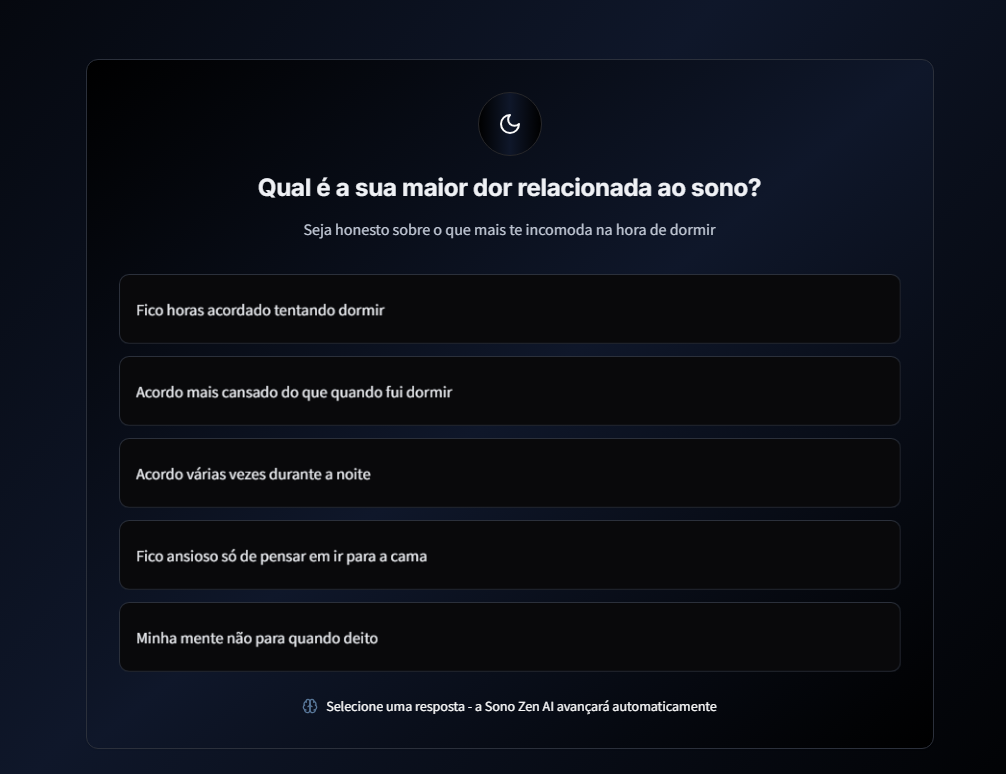 Qual é a sua maior dor relacionada ao sono?
Seja honesto sobre o que mais te incomoda na hora de dormir
Fico horas acordado tentando dormir
Acordo mais cansado do que quando fui dormir
Acordo várias vezes durante a noite
Fico ansioso só de pensar em ir para a cama
Minha mente não para quando deito
Selecione uma resposta - a Sono Zen AI avançará automaticamente